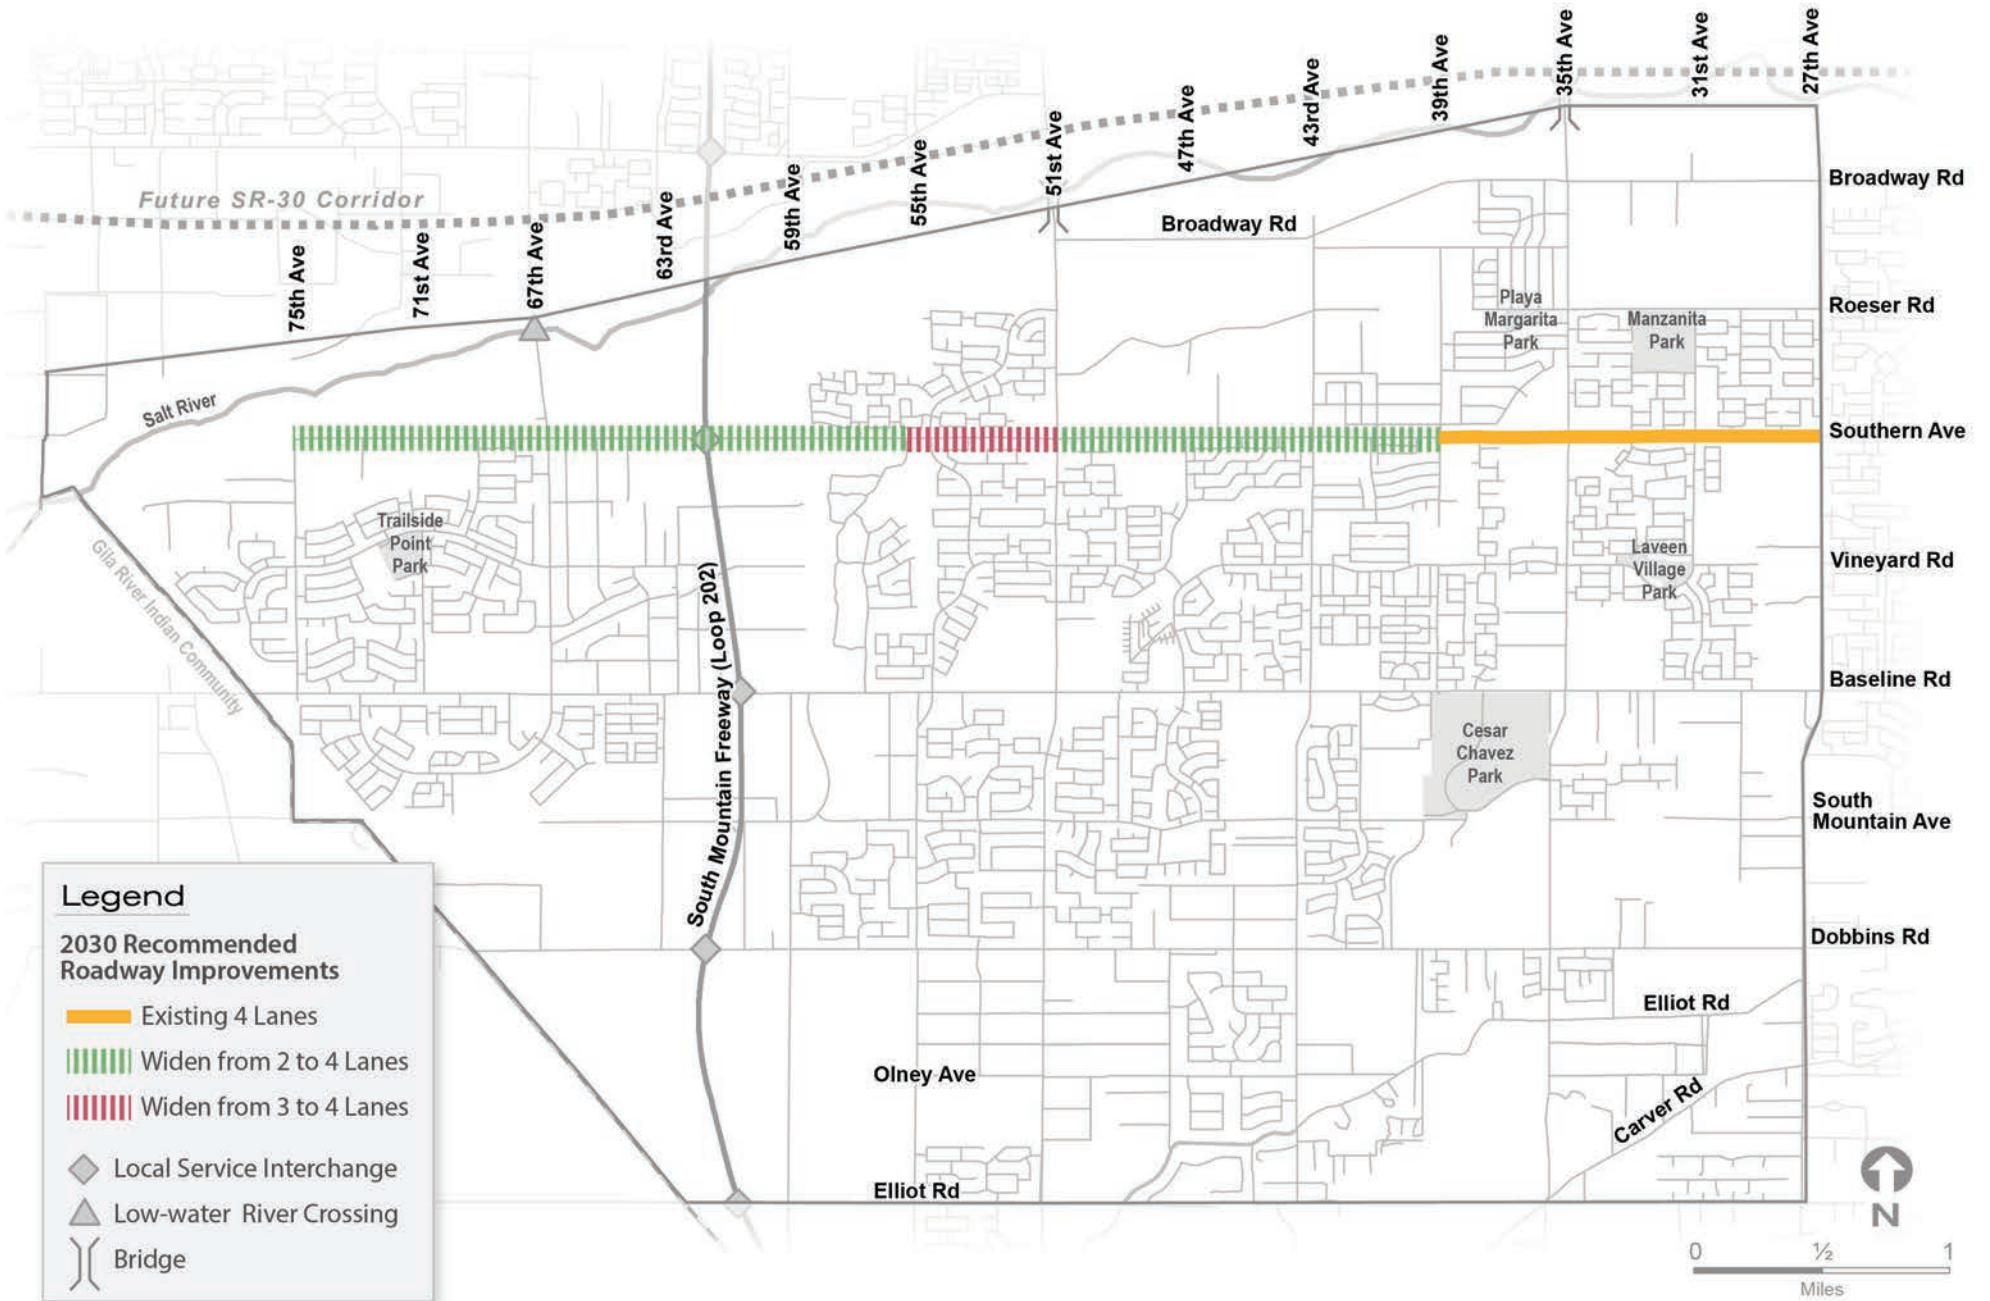 35th Ave
31st Ave
27th Ave
39th Ave
43rd Ave
47th Ave
51st Ave
55th Ave
59th Ave
63rd Ave
67th Ave
71st Ave
75th Ave
Future SR-30 Corridor
Broadway Rd
Broadway Rd
Roeser Rd
Playa
Margarita
Park
Manzanita
Park
Salt River
Southern Ave
Trailside
Point
Park
Laveen
Village
Park
Vineyard Rd
Gila River Indian Community
South Mountain Freeway (Loop 202)
Baseline Rd
Cesar
Chavez
Park
South
Mountain Ave
Dobbins Rd
Elliot Rd
Olney Ave
Carver Rd
Elliot Rd
Legend
2030 Recommended
Roadway Improvements
Existing 4 Lanes
Widen from 2 to 4 Lanes
Widen from 3 to 4 Lanes
Local Service Interchange
Low-water River Crossing
Bridge
N
0 ½ 1
Miles